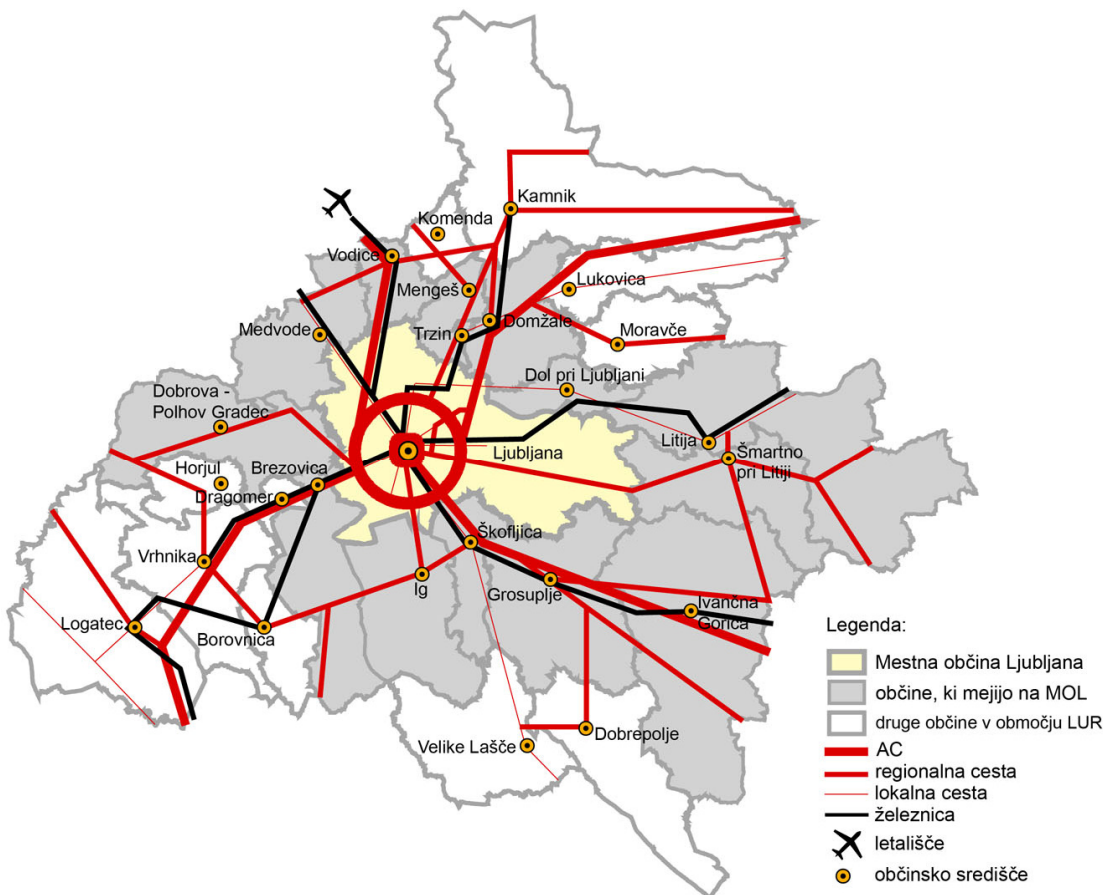 Kamnik
Komenda
Vodice
Mengeš
Lukovica
Medvode
Trzin
Domžale
Moravče
Dobrova -
Polhov Gradec
Dol pri Ljubljani
Horjul
Brezovica
Ljubljana
Litija
Šmartno
pri Litiji
Dragomer
Vrhnika
Škofljica
Ig
Grosuplje
Ivančna
Gorica
Logatec
Borovnica
Velike Lašče
Dobrepolje
Legenda:
Mestna občina Ljubljana
občine, ki mejijo na MOL
druge občine v območju LUR
AC
regionalna cesta
lokalna cesta
železnica
letališče
občinsko središče